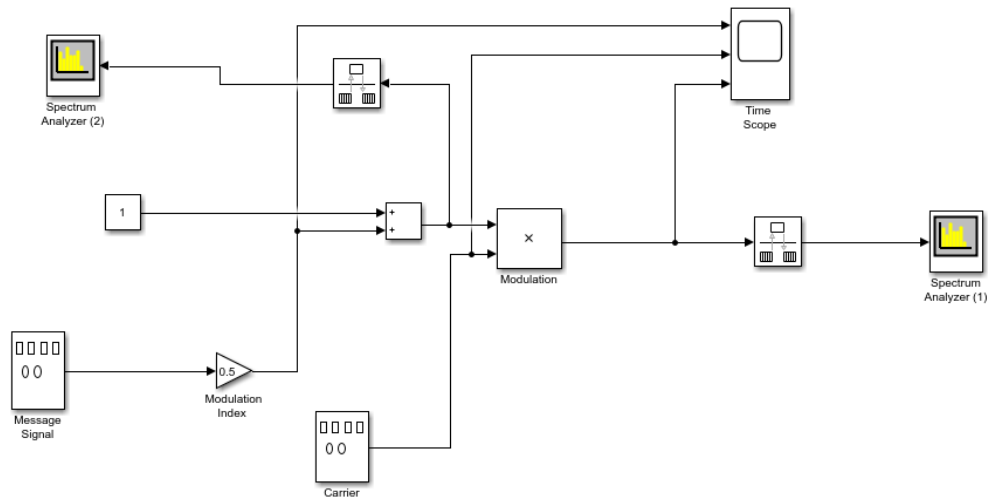 Spectrum
Analyzer (2)
Time
Scope
1
+
+
×
Modulation
Spectrum
Analyzer (1)
0.5
Modulation
Index
Message
Signal
Carrier